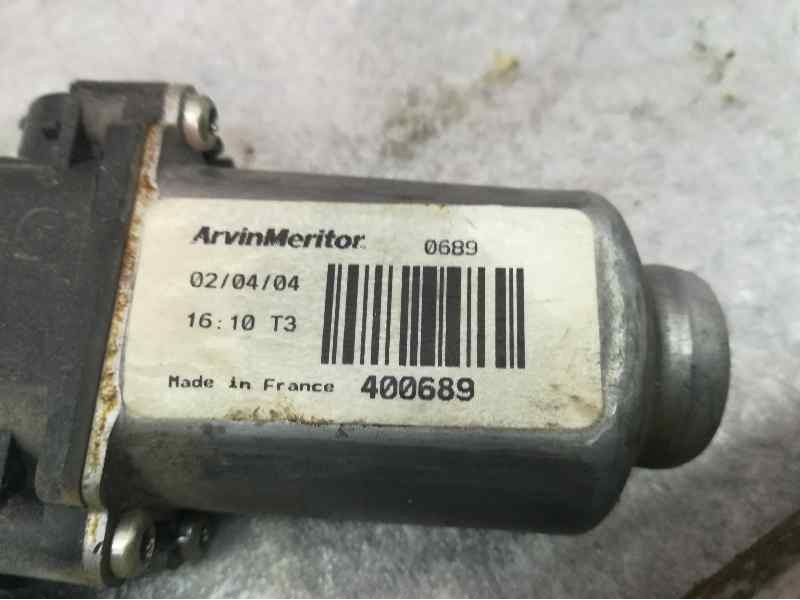 ArvinMeritor 0689
02/04/04
16:10 T3
Made in France 400689